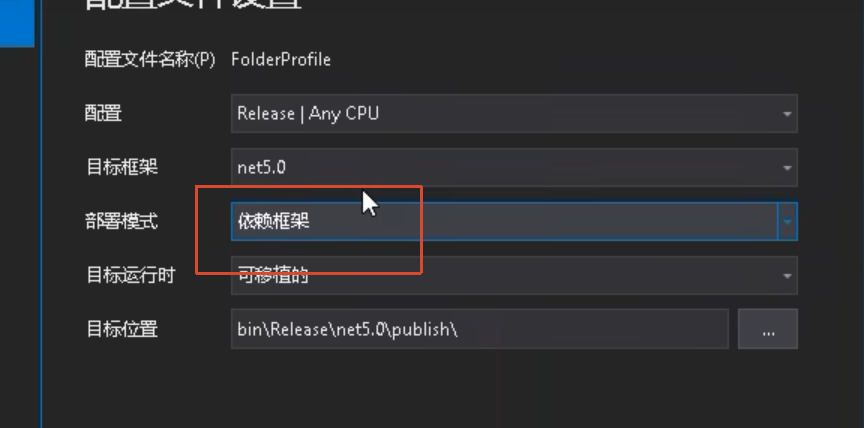 配置文件设置
配置文件名称(P) FolderProfile
配置 Release | Any CPU
目标框架 net5.0
部署模式 依赖框架
目标运行时 可移植的
目标位置 bin\Release\net5.0\publish\ ...